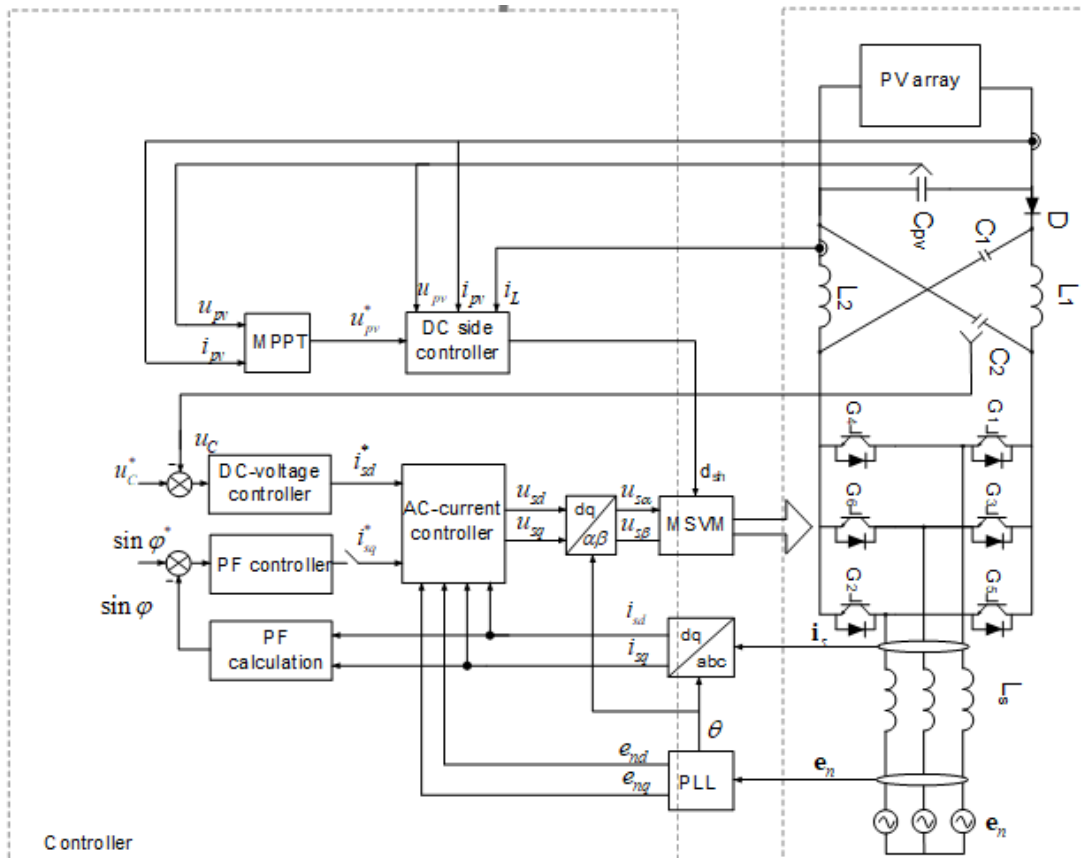 PV array
D
C1
Cpv
L2
L1
C2
upv
ipv
iL
upv
ipv
MPPT
u*pv
DC side controller
uC
u*C
-
DC-voltage controller
i*sd
AC-current controller
usd
usq
dq
αβ
usα
usβ
dsh
MSVM
G4
G1
G6
G3
G2
G5
sin φ*
-
sin φ
PF controller
i*sq
PF calculation
isd
isq
dq
abc
is
Ls
θ
end
enq
PLL
en
en
Controller